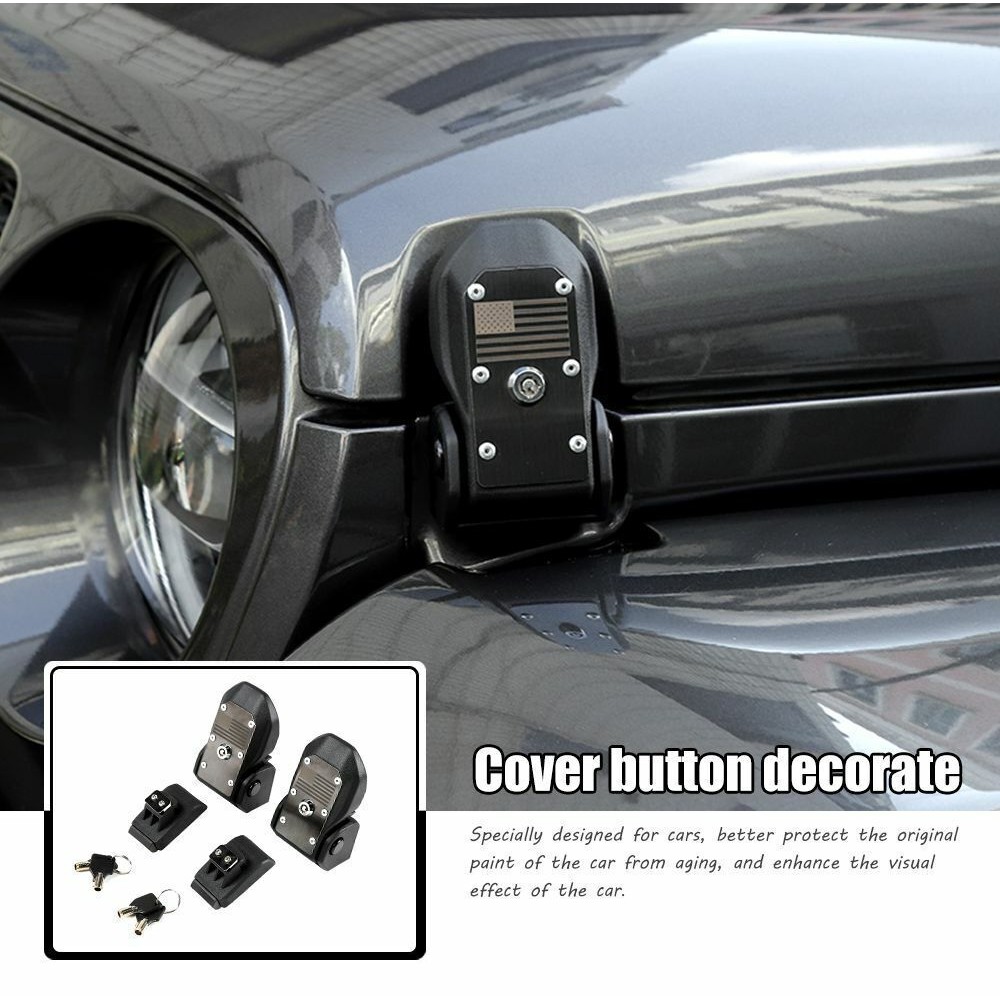 Cover button decorate
Specially designed for cars, better protect the original
paint of the car from aging, and enhance the visual
effect of the car.